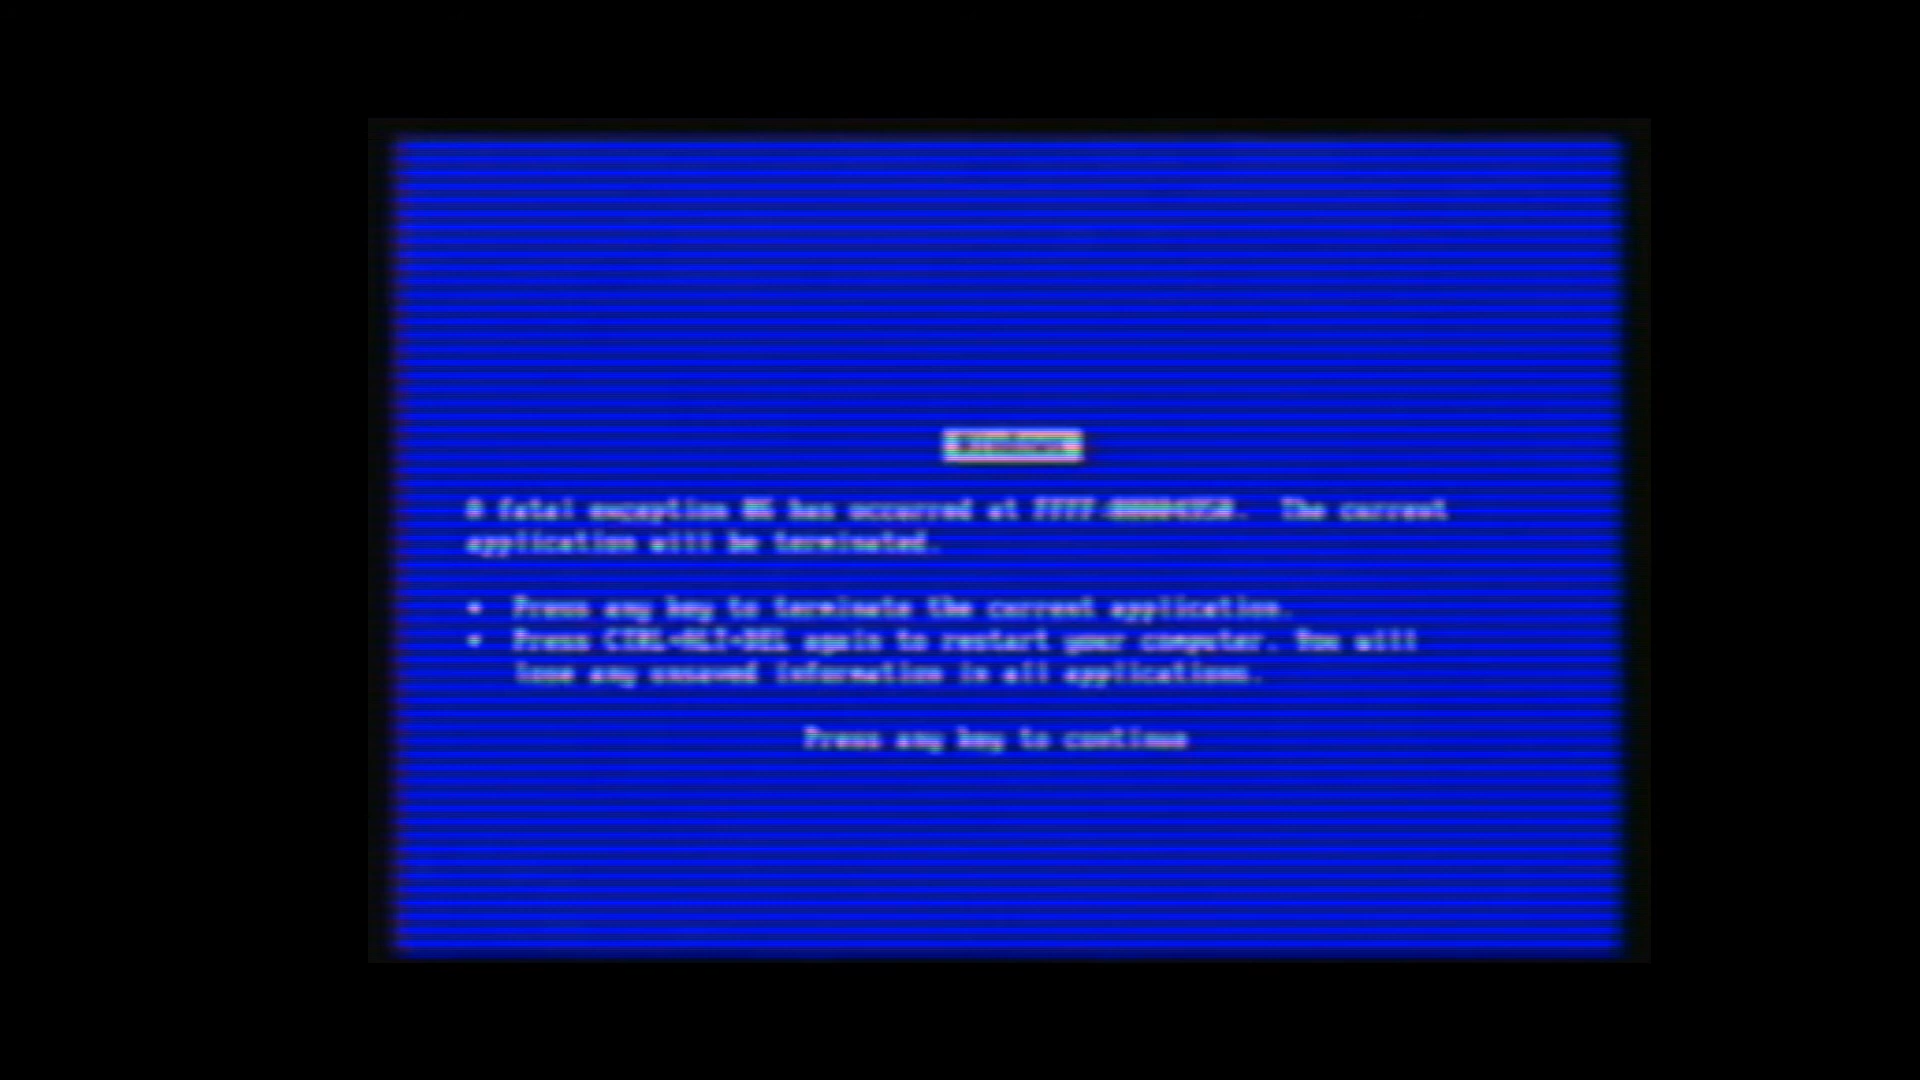 Windows
A fatal exception has occurred at The current
application will be terminated.
• Press any key to terminate the current application.
• Press CTRL+ALT+DEL again to restart your computer. You will
lose any unsaved information in all applications.
Press any key to continue